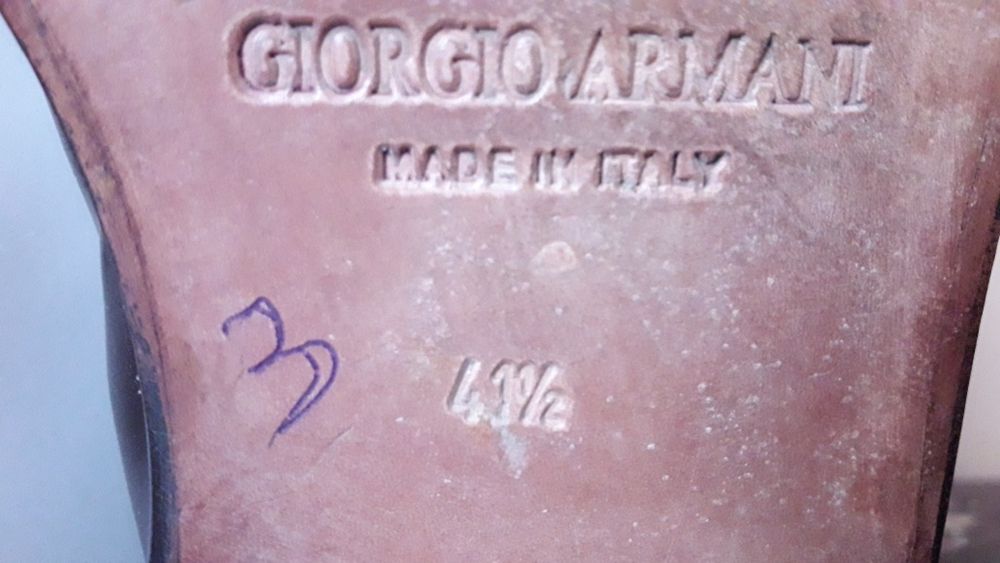 GIORGIO ARMANI
MADE IN ITALY
3
41½